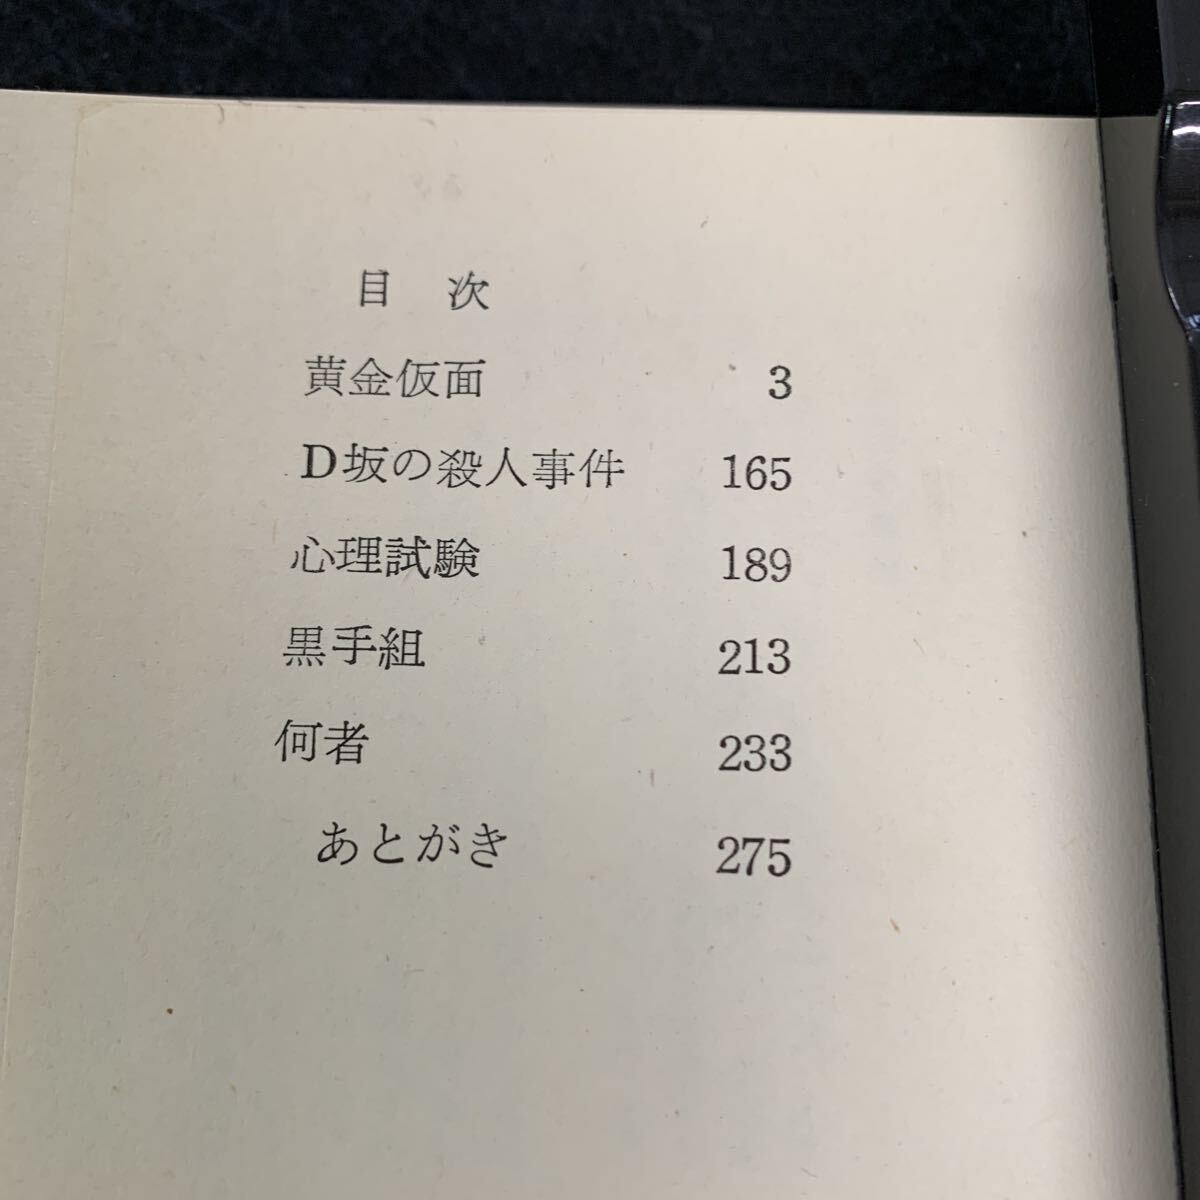 目 次
黄金仮面 3
D坂の殺人事件 165
心理試験 189
黒手組 213
何者 233
あとがき 275